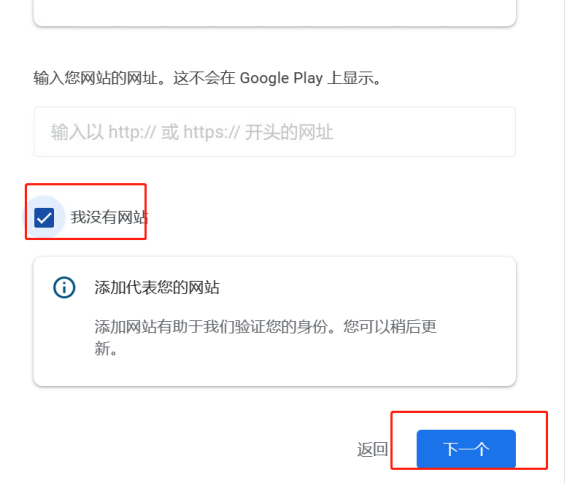 输入您网站的网址。这不会在 Google Play 上显示。
输入以 http:// 或 https:// 开头的网址
我没有网站
添加代表您的网站
添加网站有助于我们验证您的身份。您可以稍后更
新。
返回 下一个